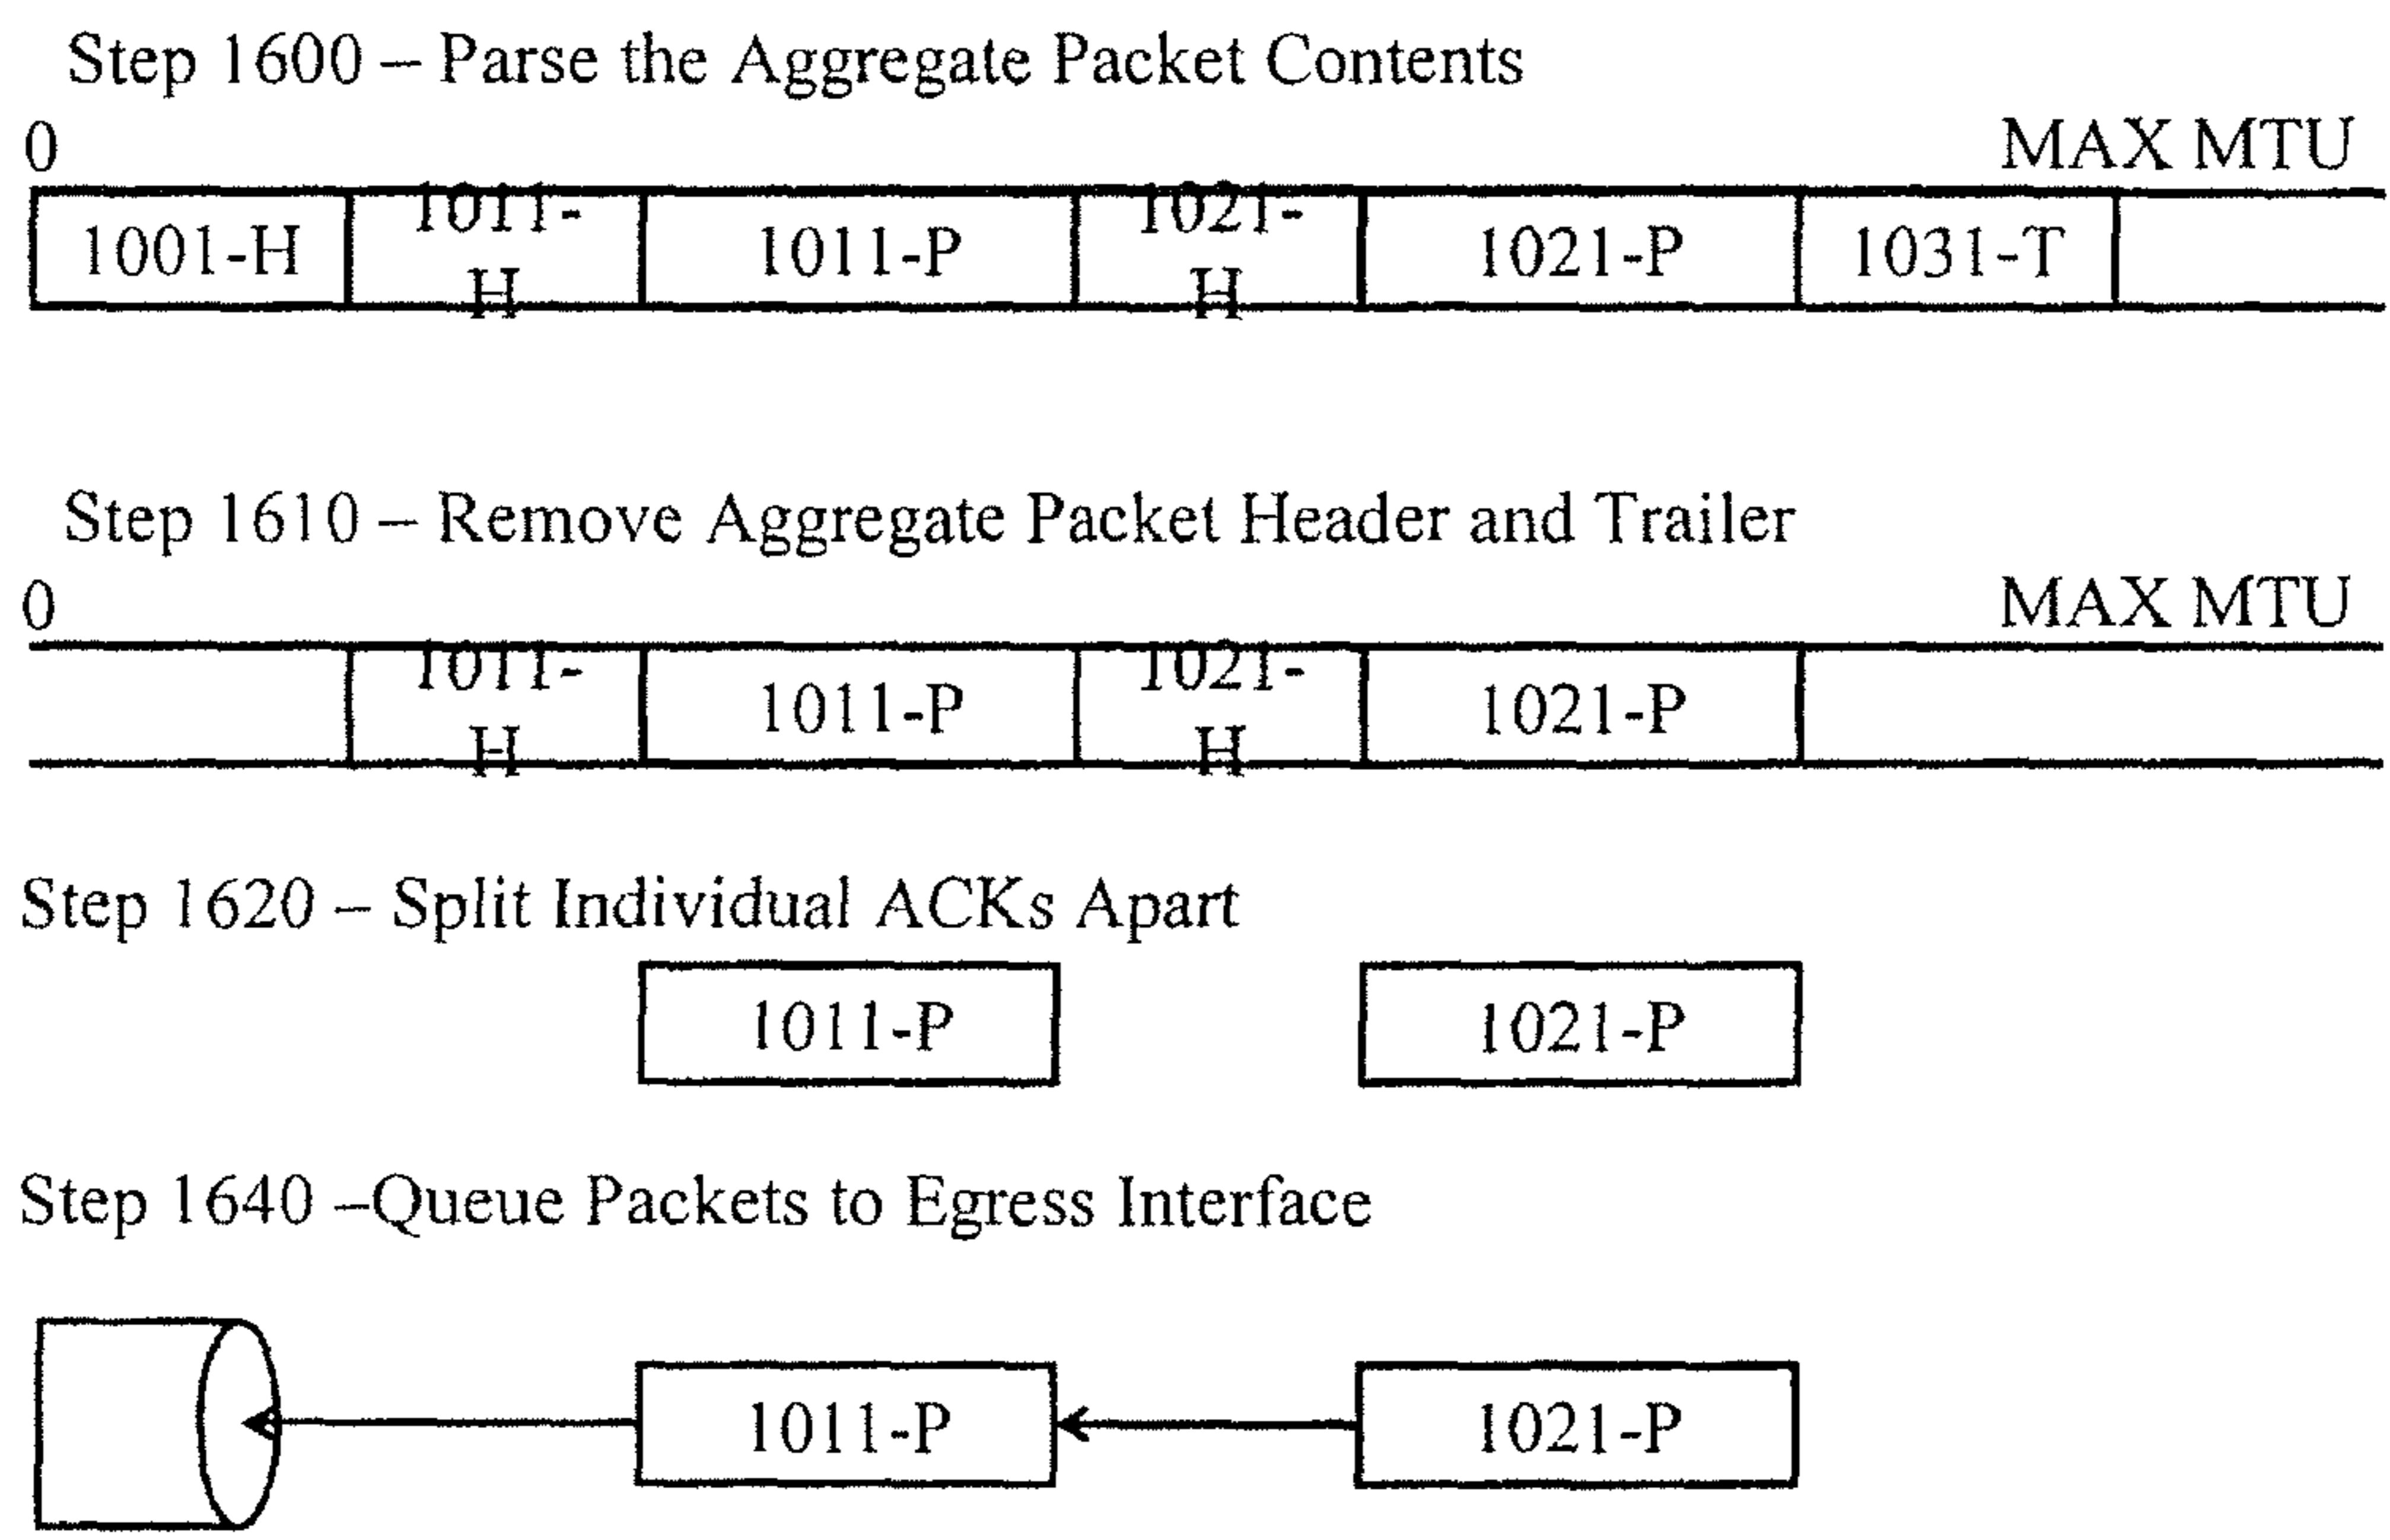 Step 1600 – Parse the Aggregate Packet Contents
0 MAX MTU
1001-H 1011-H 1011-P 1021-H 1021-P 1031-T
Step 1610 – Remove Aggregate Packet Header and Trailer
0 MAX MTU
1011-H 1011-P 1021-H 1021-P
Step 1620 – Split Individual ACKs Apart
1011-P 1021-P
Step 1640 –Queue Packets to Egress Interface
1011-P 1021-P